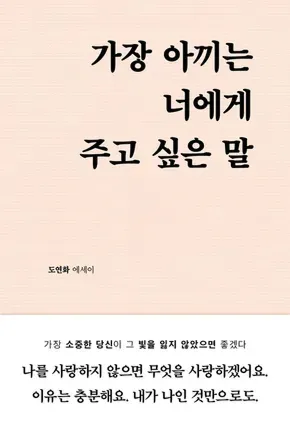 가장 아끼는
너에게
주고 싶은 말
도연화 에세이
가장 소중한 당신이 그 빛을 잃지 않았으면 좋겠다
나를 사랑하지 않으면 무엇을 사랑하겠어요.
이유는 충분해요. 내가 나인 것만으로도.